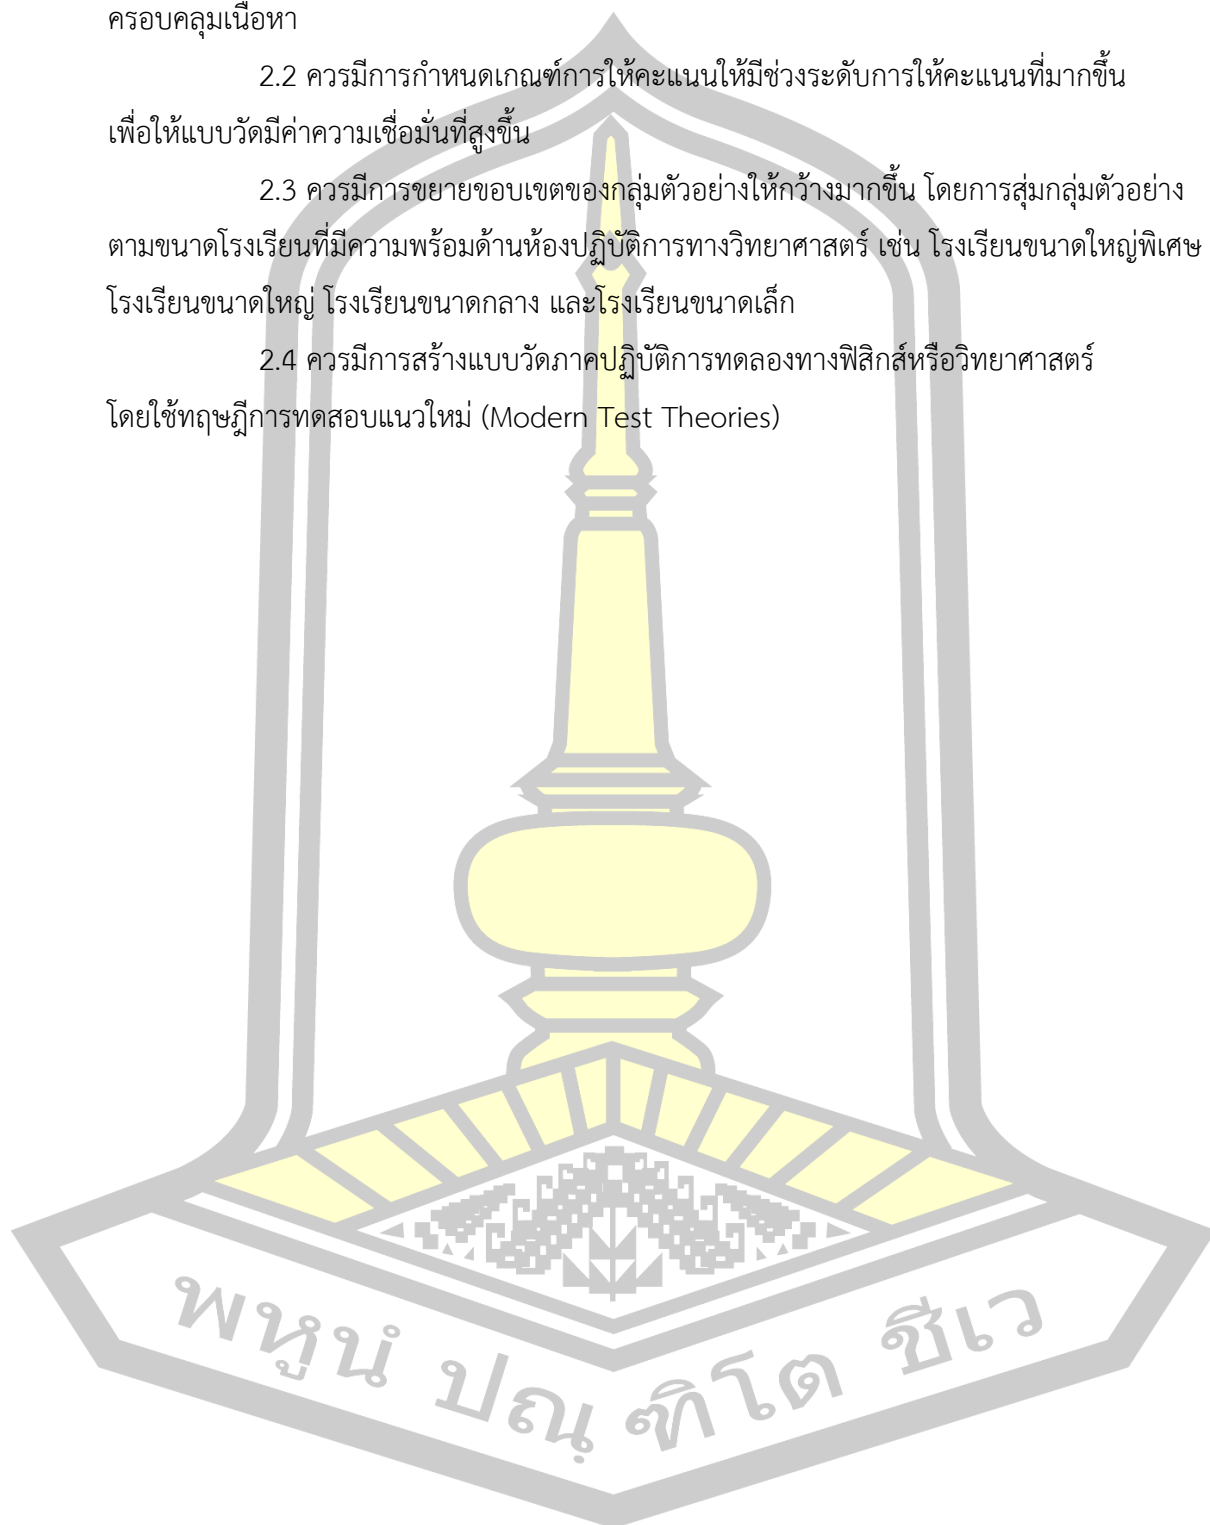 ครอบคลุมเนื้อหา
2.2 ควรมีการกำหนดเกณฑ์การให้คะแนนให้มีช่วงระดับการให้คะแนนที่มากขึ้น
เพื่อให้แบบวัดมีค่าความเชื่อมั่นที่สูงขึ้น
2.3 ควรมีการขยายขอบเขตของกลุ่มตัวอย่างให้กว้างมากขึ้น โดยการสุ่มกลุ่มตัวอย่าง
ตามขนาดโรงเรียนที่มีความพร้อมด้านห้องปฏิบัติการทางวิทยาศาสตร์ เช่น โรงเรียนขนาดใหญ่พิเศษ
โรงเรียนขนาดใหญ่ โรงเรียนขนาดกลาง และโรงเรียนขนาดเล็ก
2.4 ควรมีการสร้างแบบวัดภาคปฏิบัติการทดลองทางฟิสิกส์หรือวิทยาศาสตร์
โดยใช้ทฤษฎีการทดสอบแนวใหม่ (Modern Test Theories)
พหูนํ ปณฺฑิโต ชีเว